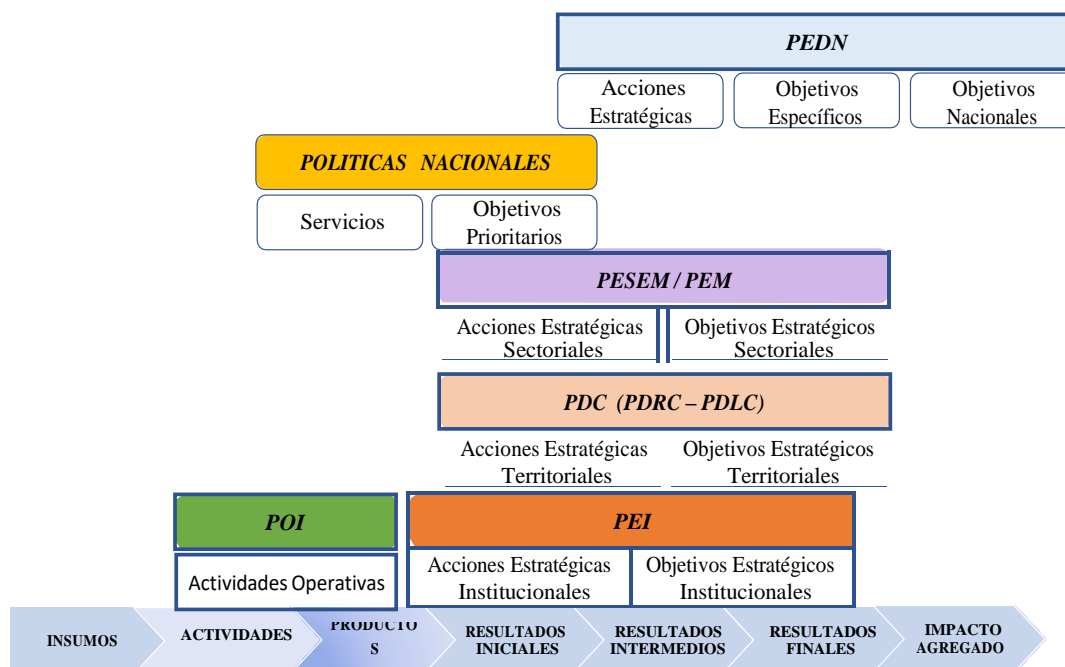 PEDN
Acciones
Estratégicas
Objetivos
Específicos
Objetivos
Nacionales
POLITICAS NACIONALES
Servicios
Objetivos
Prioritarios
PESEM / PEM
Acciones Estratégicas
Sectoriales
Objetivos Estratégicos
Sectoriales
PDC (PDRC – PDLC)
Acciones Estratégicas
Territoriales
Objetivos Estratégicos
Territoriales
POI
Actividades Operativas
PEI
Acciones Estratégicas
Institucionales
Objetivos Estratégicos
Institucionales
INSUMOS
ACTIVIDADES
PRODUCTO
S
RESULTADOS
INICIALES
RESULTADOS
INTERMEDIOS
RESULTADOS
FINALES
IMPACTO
AGREGADO